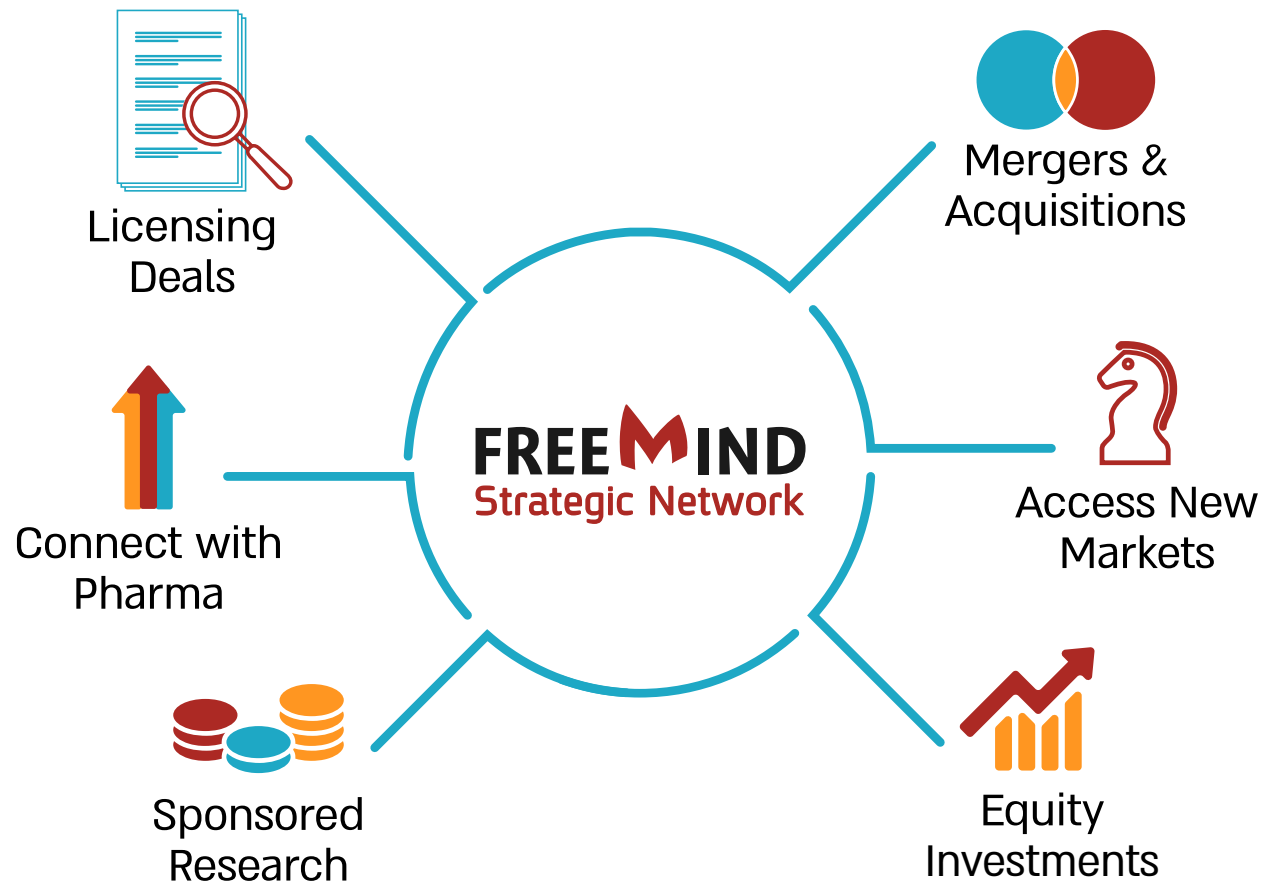 Licensing
Deals
Mergers &
Acquisitions
FREEMIND
Strategic Network
Connect with
Pharma
Access New
Markets
Sponsored
Research
Equity
Investments